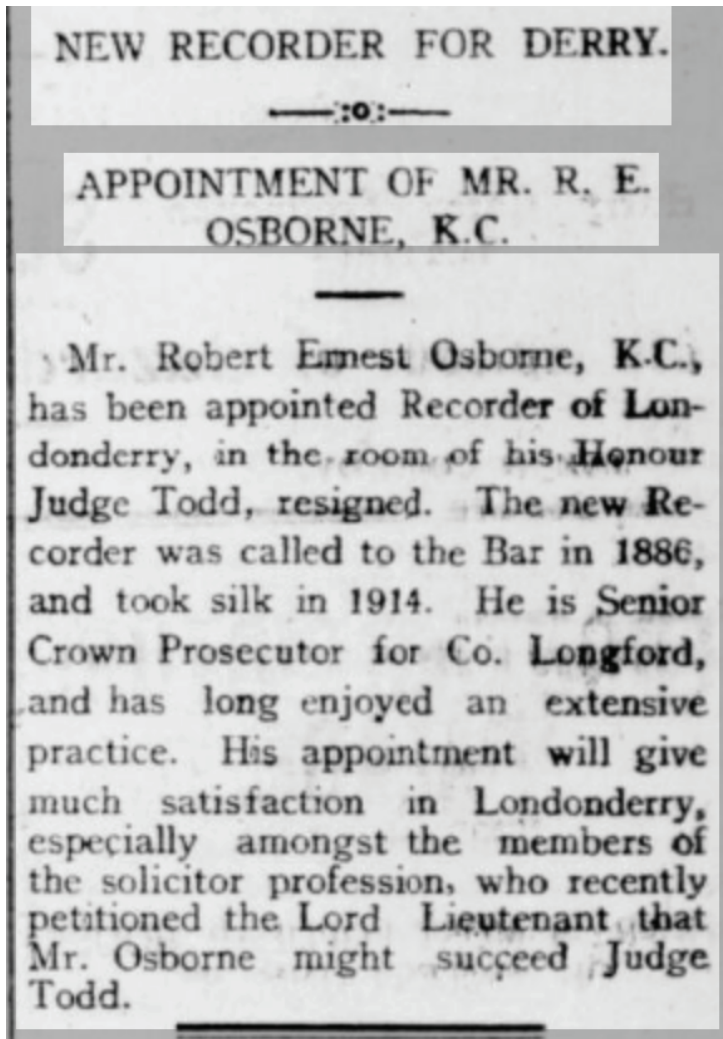 NEW RECORDER FOR DERRY.
APPOINTMENT OF MR. R. E.
OSBORNE, K.C.
Mr. Robert Ernest Osborne, K.C.,
has been appointed Recorder of Lon-
donderry, in the room of his Honour
Judge Todd, resigned. The new Re-
corder was called to the Bar in 1886,
and took silk in 1914. He is Senior
Crown Prosecutor for Co. Longford,
and has long enjoyed an extensive
practice. His appointment will give
much satisfaction in Londonderry,
especially amongst the members of
the solicitor profession, who recently
petitioned the Lord Lieutenant that
Mr. Osborne might succeed Judge
Todd.